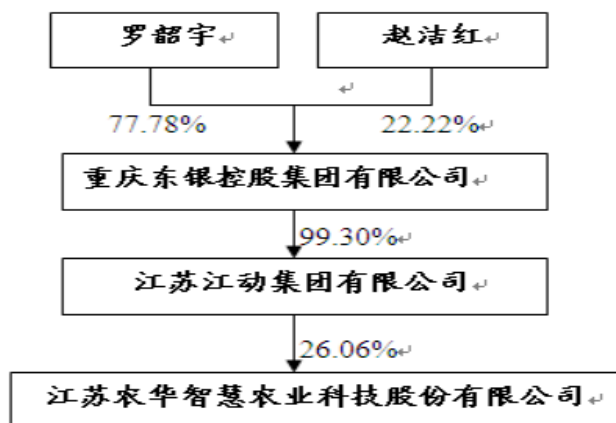 罗韶宇
赵洁红
77.78%
22.22%
重庆东银控股集团有限公司
99.30%
江苏江动集团有限公司
26.06%
江苏农华智慧农业科技股份有限公司